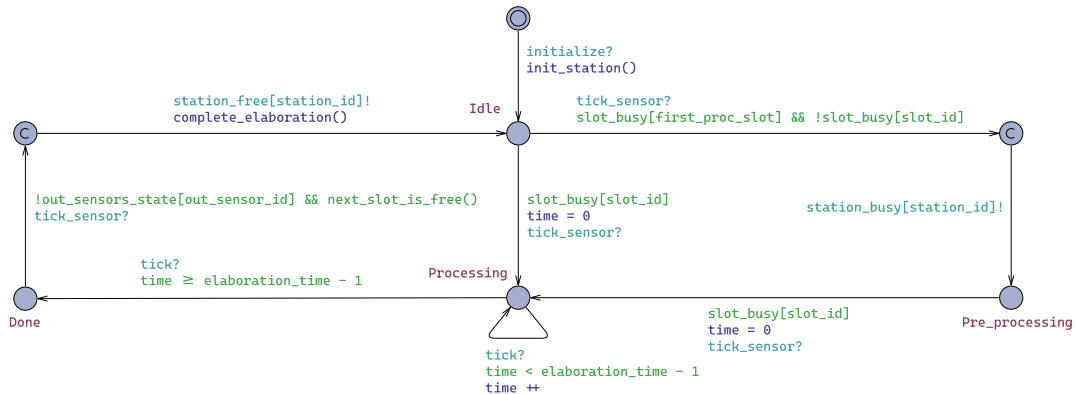 initialize?
init_station()
station_free[station_id]!
complete_elaboration()
Idle
tick_sensor?
slot_busy[first_proc_slot] && !slot_busy[slot_id]
C
C
!out_sensors_state[out_sensor_id] && next_slot_is_free()
tick_sensor?
slot_busy[slot_id]
time = 0
tick_sensor?
station_busy[station_id]!
tick?
time ≥ elaboration_time - 1
Processing
Done
slot_busy[slot_id]
time = 0
tick_sensor?
Pre_processing
tick?
time < elaboration_time - 1
time ++